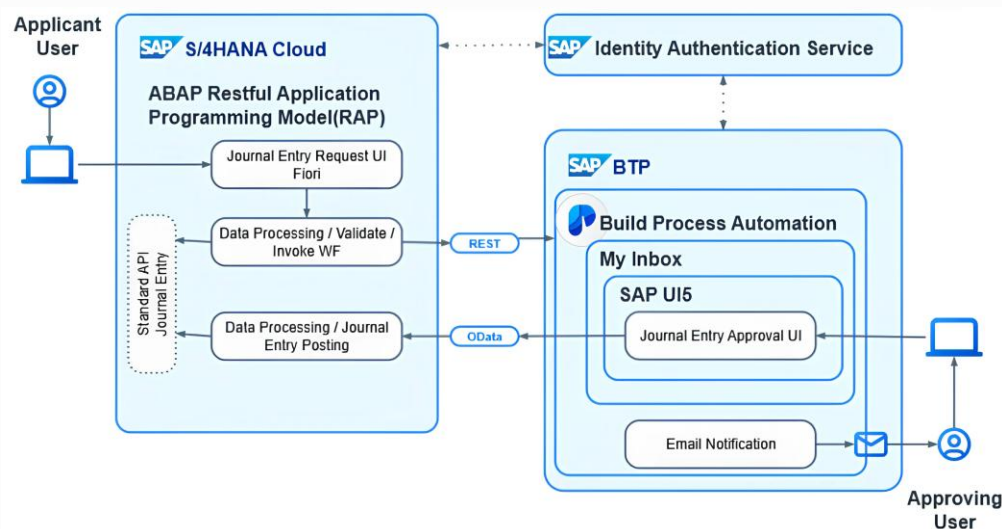 Applicant
User
SAP S/4HANA Cloud
ABAP Restful Application
Programming Model(RAP)
Journal Entry Request UI
Fiori
Data Processing / Validate /
Invoke WF
Standard API
Journal Entry
Data Processing / Journal
Entry Posting
REST
OData
SAP Identity Authentication Service
SAP BTP
Build Process Automation
My Inbox
SAP UI5
Journal Entry Approval UI
Email Notification
Approving
User